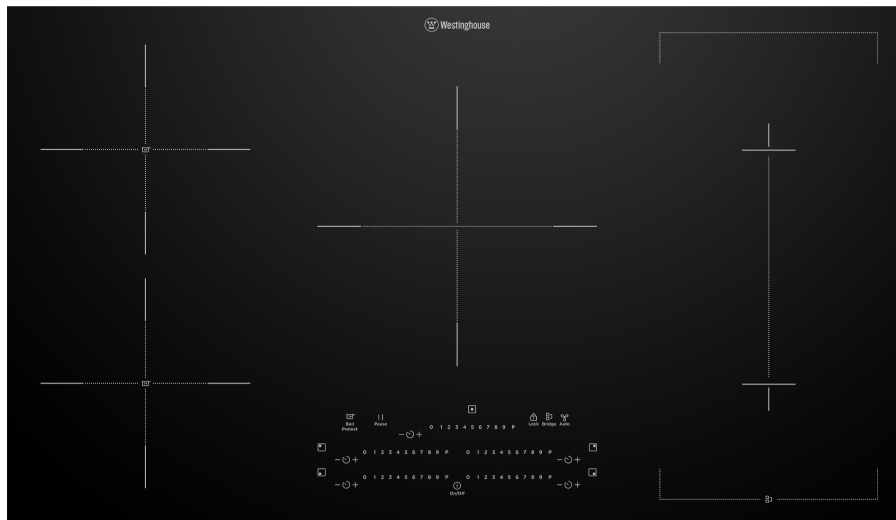 Westinghouse
Boil Protect
Pause
0 1 2 3 4 5 6 7 8 9 P
Lock Bridge Auto
− +
− + 0 1 2 3 4 5 6 7 8 9 P 0 1 2 3 4 5 6 7 8 9 P − +
− + 0 1 2 3 4 5 6 7 8 9 P 0 1 2 3 4 5 6 7 8 9 P − +
On/Off